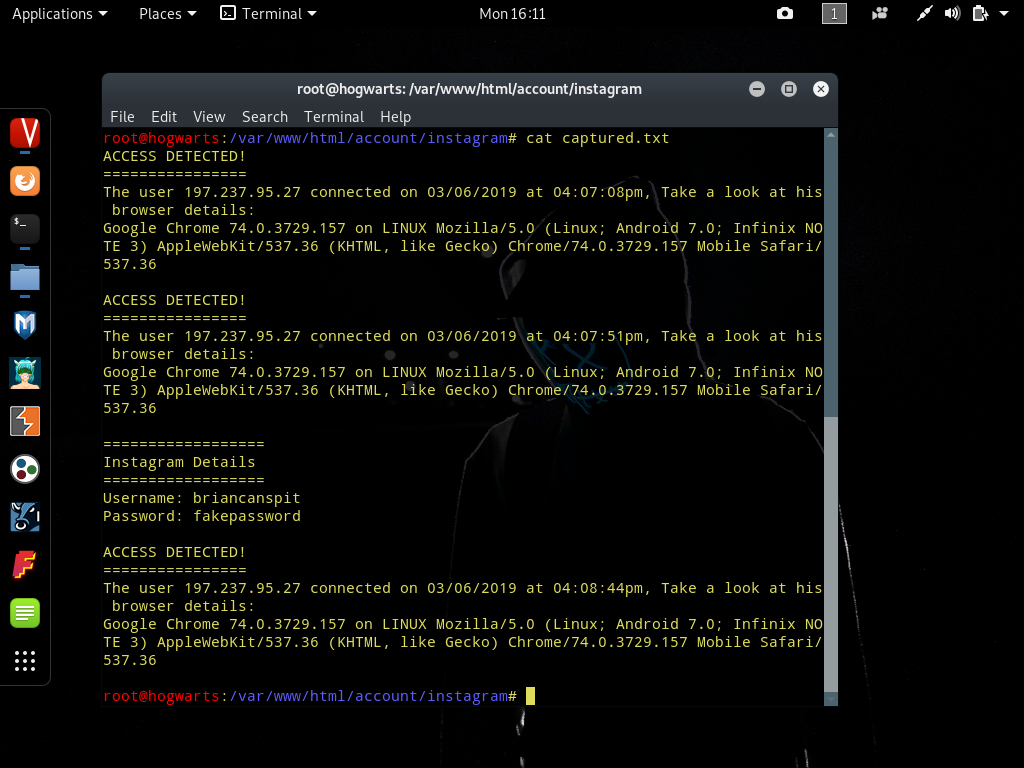 Applications Places Terminal Mon 16:11 1
root@hogwarts: /var/www/html/account/instagram
File Edit View Search Terminal Help
root@hogwarts:/var/www/html/account/instagram# cat captured.txt
ACCESS DETECTED!
================
The user 197.237.95.27 connected on 03/06/2019 at 04:07:08pm, Take a look at his
browser details:
Google Chrome 74.0.3729.157 on LINUX Mozilla/5.0 (Linux; Android 7.0; Infinix NO
TE 3) AppleWebKit/537.36 (KHTML, like Gecko) Chrome/74.0.3729.157 Mobile Safari/
537.36
ACCESS DETECTED!
================
The user 197.237.95.27 connected on 03/06/2019 at 04:07:51pm, Take a look at his
browser details:
Google Chrome 74.0.3729.157 on LINUX Mozilla/5.0 (Linux; Android 7.0; Infinix NO
TE 3) AppleWebKit/537.36 (KHTML, like Gecko) Chrome/74.0.3729.157 Mobile Safari/
537.36
==================
Instagram Details
==================
Username: briancanspit
Password: fakepassword
ACCESS DETECTED!
================
The user 197.237.95.27 connected on 03/06/2019 at 04:08:44pm, Take a look at his
browser details:
Google Chrome 74.0.3729.157 on LINUX Mozilla/5.0 (Linux; Android 7.0; Infinix NO
TE 3) AppleWebKit/537.36 (KHTML, like Gecko) Chrome/74.0.3729.157 Mobile Safari/
537.36
root@hogwarts:/var/www/html/account/instagram#